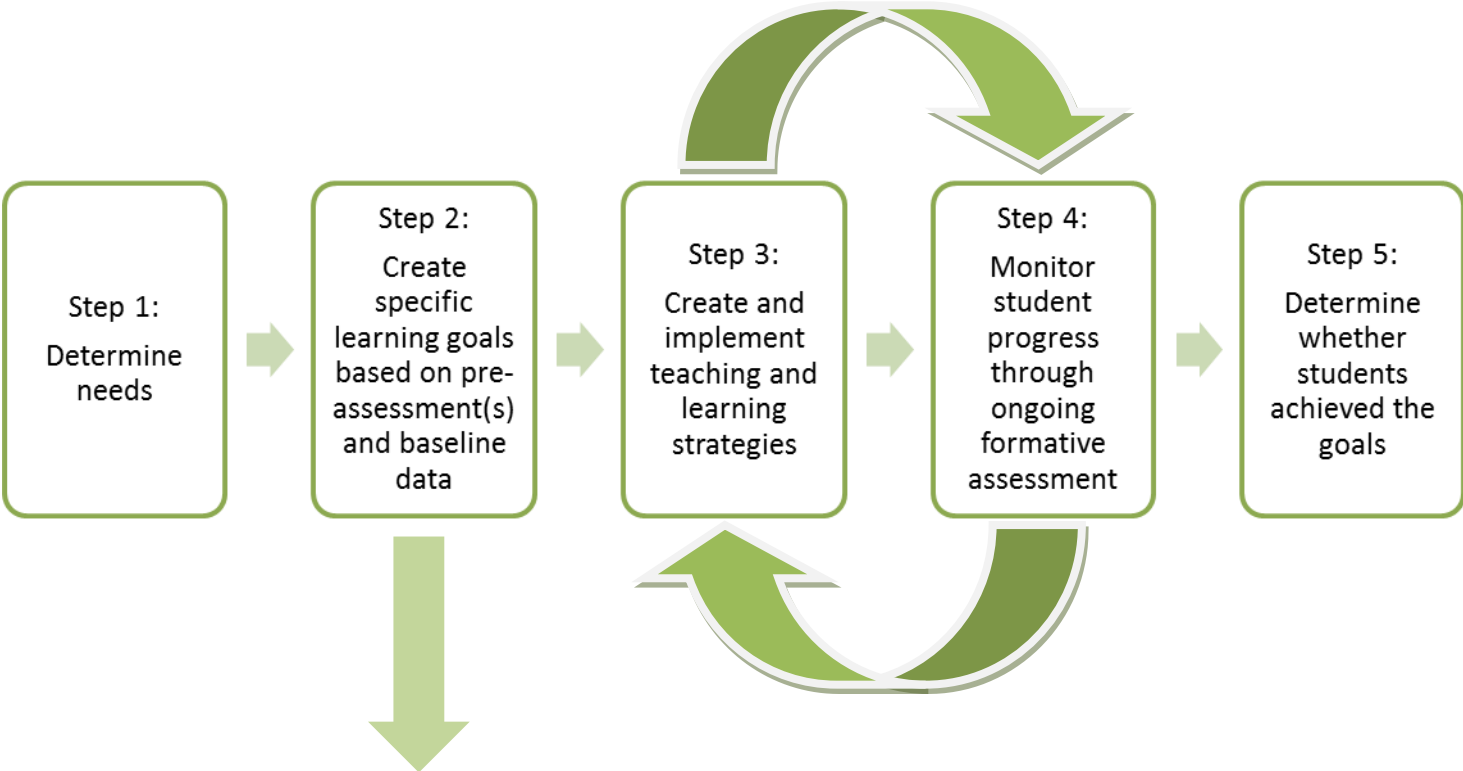 Step 1:
Determine
needs
Step 2:
Create
specific
learning goals
based on pre-
assessment(s)
and baseline
data
Step 3:
Create and
implement
teaching and
learning
strategies
Step 4:
Monitor
student
progress
through
ongoing
formative
assessment
Step 5:
Determine
whether
students
achieved the
goals